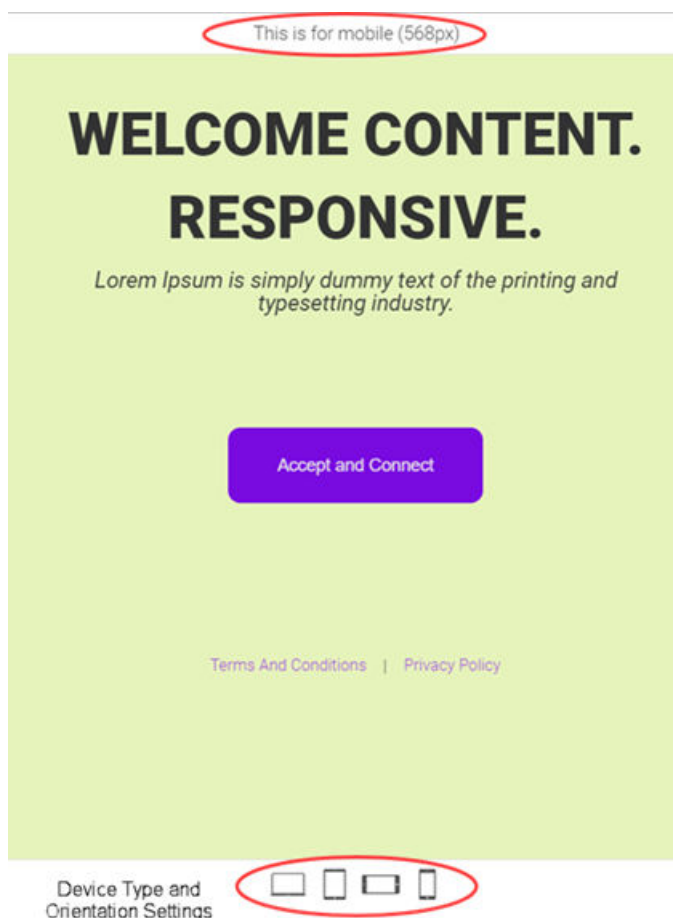 This is for mobile (568px)
WELCOME CONTENT.
RESPONSIVE.
Lorem Ipsum is simply dummy text of the printing and
typesetting industry.
Accept and Connect
Terms And Conditions | Privacy Policy
Device Type and
Orientation Settings